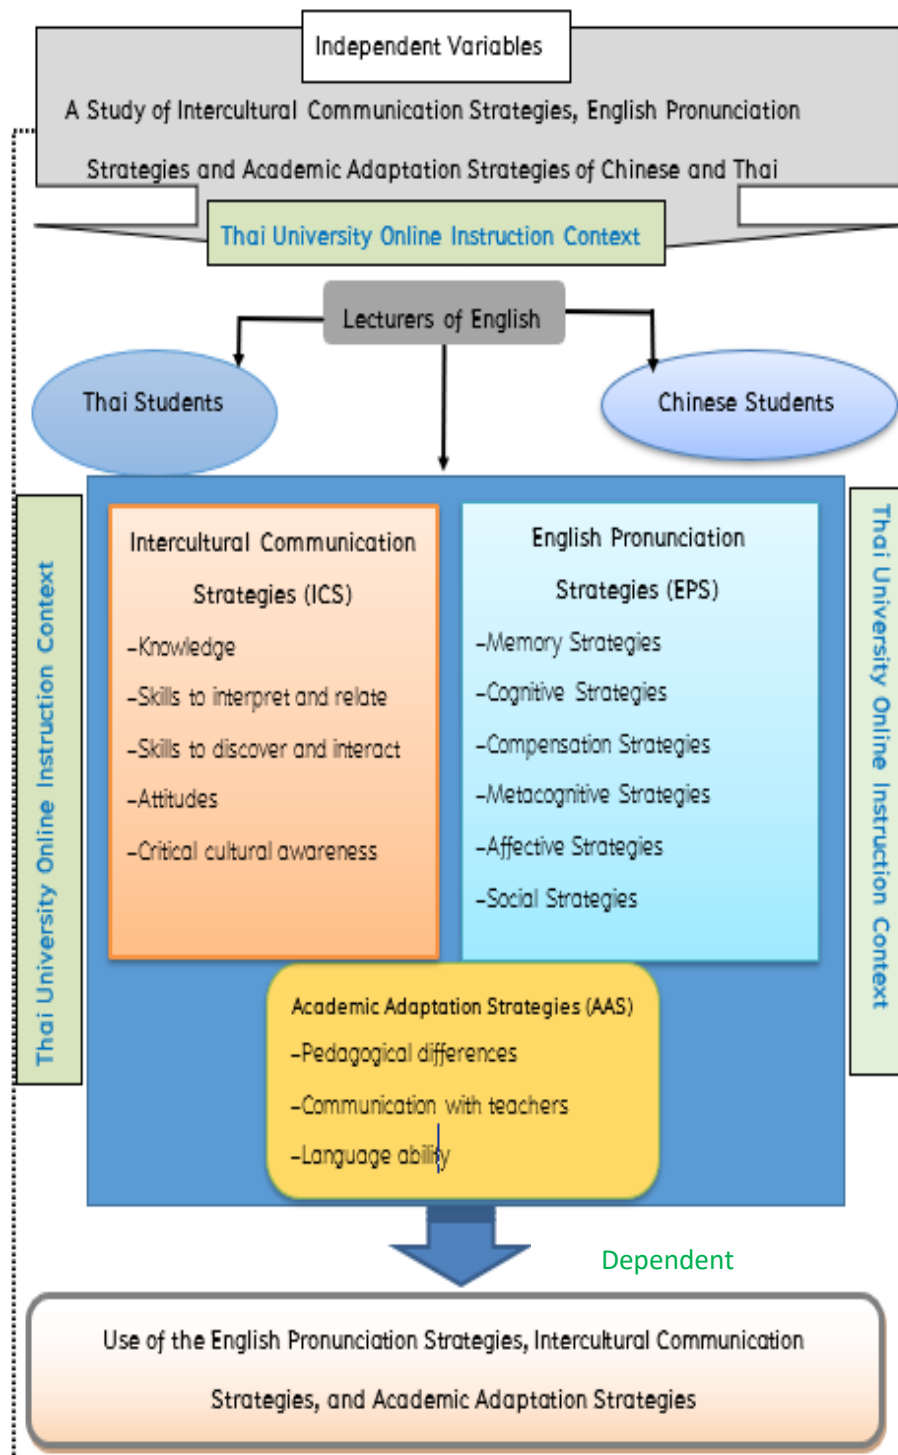 Independent Variables
A Study of Intercultural Communication Strategies, English Pronunciation
Strategies and Academic Adaptation Strategies of Chinese and Thai
Thai University Online Instruction Context
Lecturers of English
Thai Students
Chinese Students
Thai University Online Instruction Context
Intercultural Communication
Strategies (ICS)
-Knowledge
-Skills to interpret and relate
-Skills to discover and interact
-Attitudes
-Critical cultural awareness
English Pronunciation
Strategies (EPS)
-Memory Strategies
-Cognitive Strategies
-Compensation Strategies
-Metacognitive Strategies
-Affective Strategies
-Social Strategies
Thai University Online Instruction Context
Academic Adaptation Strategies (AAS)
-Pedagogical differences
-Communication with teachers
-Language ability
Dependent
Use of the English Pronunciation Strategies, Intercultural Communication
Strategies, and Academic Adaptation Strategies